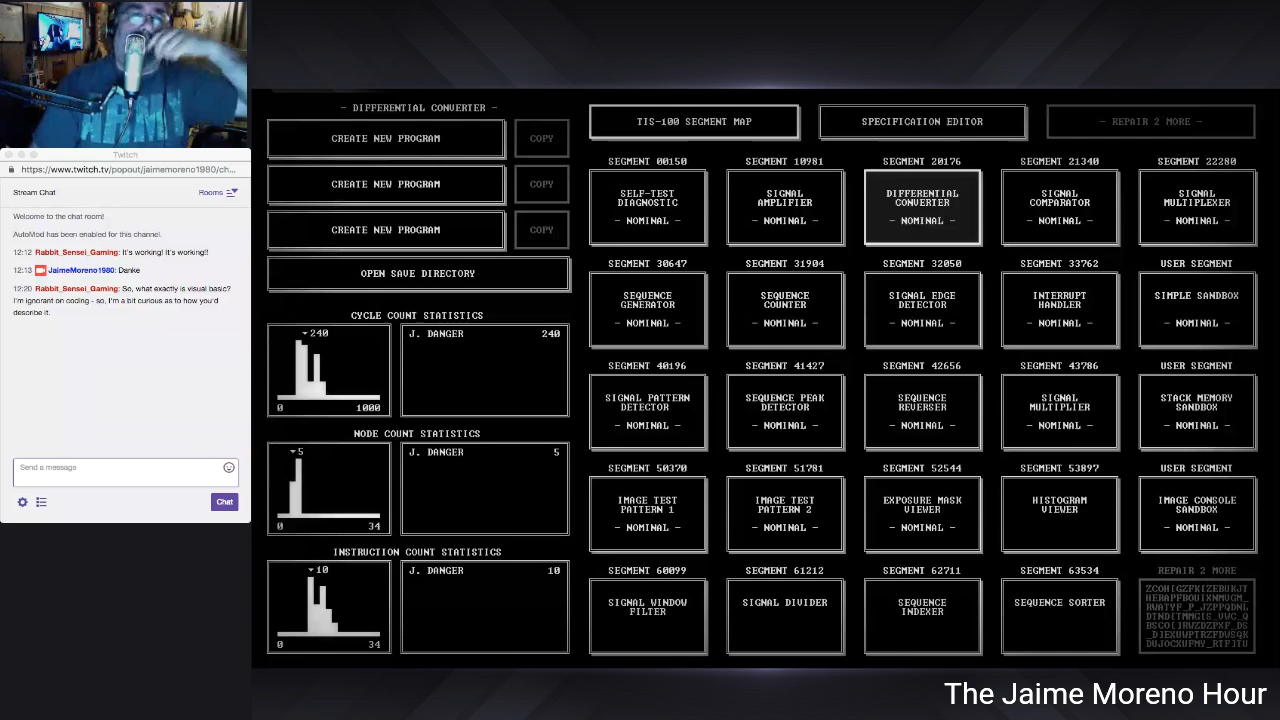 Twitch
https://www.twitch.tv/popout/jaimemoreno1980/ch...
Stream Chat
Rooms
Welcome to the chat room!
AutoMod has been enabled for this channel.
12:12 Rabbit_Sensei_Gaming: It's working! It's working!!
12:13 JaimeMoreno1980: Danke
12:20 Rabbit_Sensei_Gaming: So, what exactly is visual basic?
I'm ignorant on coding - so, I'm a bit curious as to how you'd
describe it.
Send a message
Chat
- DIFFERENTIAL CONVERTER -
CREATE NEW PROGRAM
COPY
CREATE NEW PROGRAM
COPY
CREATE NEW PROGRAM
COPY
OPEN SAVE DIRECTORY
CYCLE COUNT STATISTICS
240
0 1000
J. DANGER 240
NODE COUNT STATISTICS
5
0 34
J. DANGER 5
INSTRUCTION COUNT STATISTICS
10
0 34
J. DANGER 10
TIS-100 SEGMENT MAP
SPECIFICATION EDITOR
- REPAIR 2 MORE -
SEGMENT 00150
SELF-TEST
DIAGNOSTIC
- NOMINAL -
SEGMENT 10981
SIGNAL
AMPLIFIER
- NOMINAL -
SEGMENT 20176
DIFFERENTIAL
CONVERTER
- NOMINAL -
SEGMENT 21340
SIGNAL
COMPARATOR
- NOMINAL -
SEGMENT 22280
SIGNAL
MULTIPLEXER
- NOMINAL -
SEGMENT 30647
SEQUENCE
GENERATOR
- NOMINAL -
SEGMENT 31904
SEQUENCE
COUNTER
- NOMINAL -
SEGMENT 32050
SIGNAL EDGE
DETECTOR
- NOMINAL -
SEGMENT 33762
INTERRUPT
HANDLER
- NOMINAL -
USER SEGMENT
SIMPLE SANDBOX
- NOMINAL -
SEGMENT 40196
SIGNAL PATTERN
DETECTOR
- NOMINAL -
SEGMENT 41427
SEQUENCE PEAK
DETECTOR
- NOMINAL -
SEGMENT 42656
SEQUENCE
REVERSER
- NOMINAL -
SEGMENT 43786
SIGNAL
MULTIPLIER
- NOMINAL -
USER SEGMENT
STACK MEMORY
SANDBOX
- NOMINAL -
SEGMENT 50370
IMAGE TEST
PATTERN 1
- NOMINAL -
SEGMENT 51781
IMAGE TEST
PATTERN 2
- NOMINAL -
SEGMENT 52544
EXPOSURE MASK
VIEWER
- NOMINAL -
SEGMENT 53897
HISTOGRAM
VIEWER
USER SEGMENT
IMAGE CONSOLE
SANDBOX
- NOMINAL -
SEGMENT 60099
SIGNAL WINDOW
FILTER
SEGMENT 61212
SIGNAL DIVIDER
SEGMENT 62711
SEQUENCE
INDEXER
SEGMENT 63534
SEQUENCE SORTER
REPAIR 2 MORE
The Jaime Moreno Hour